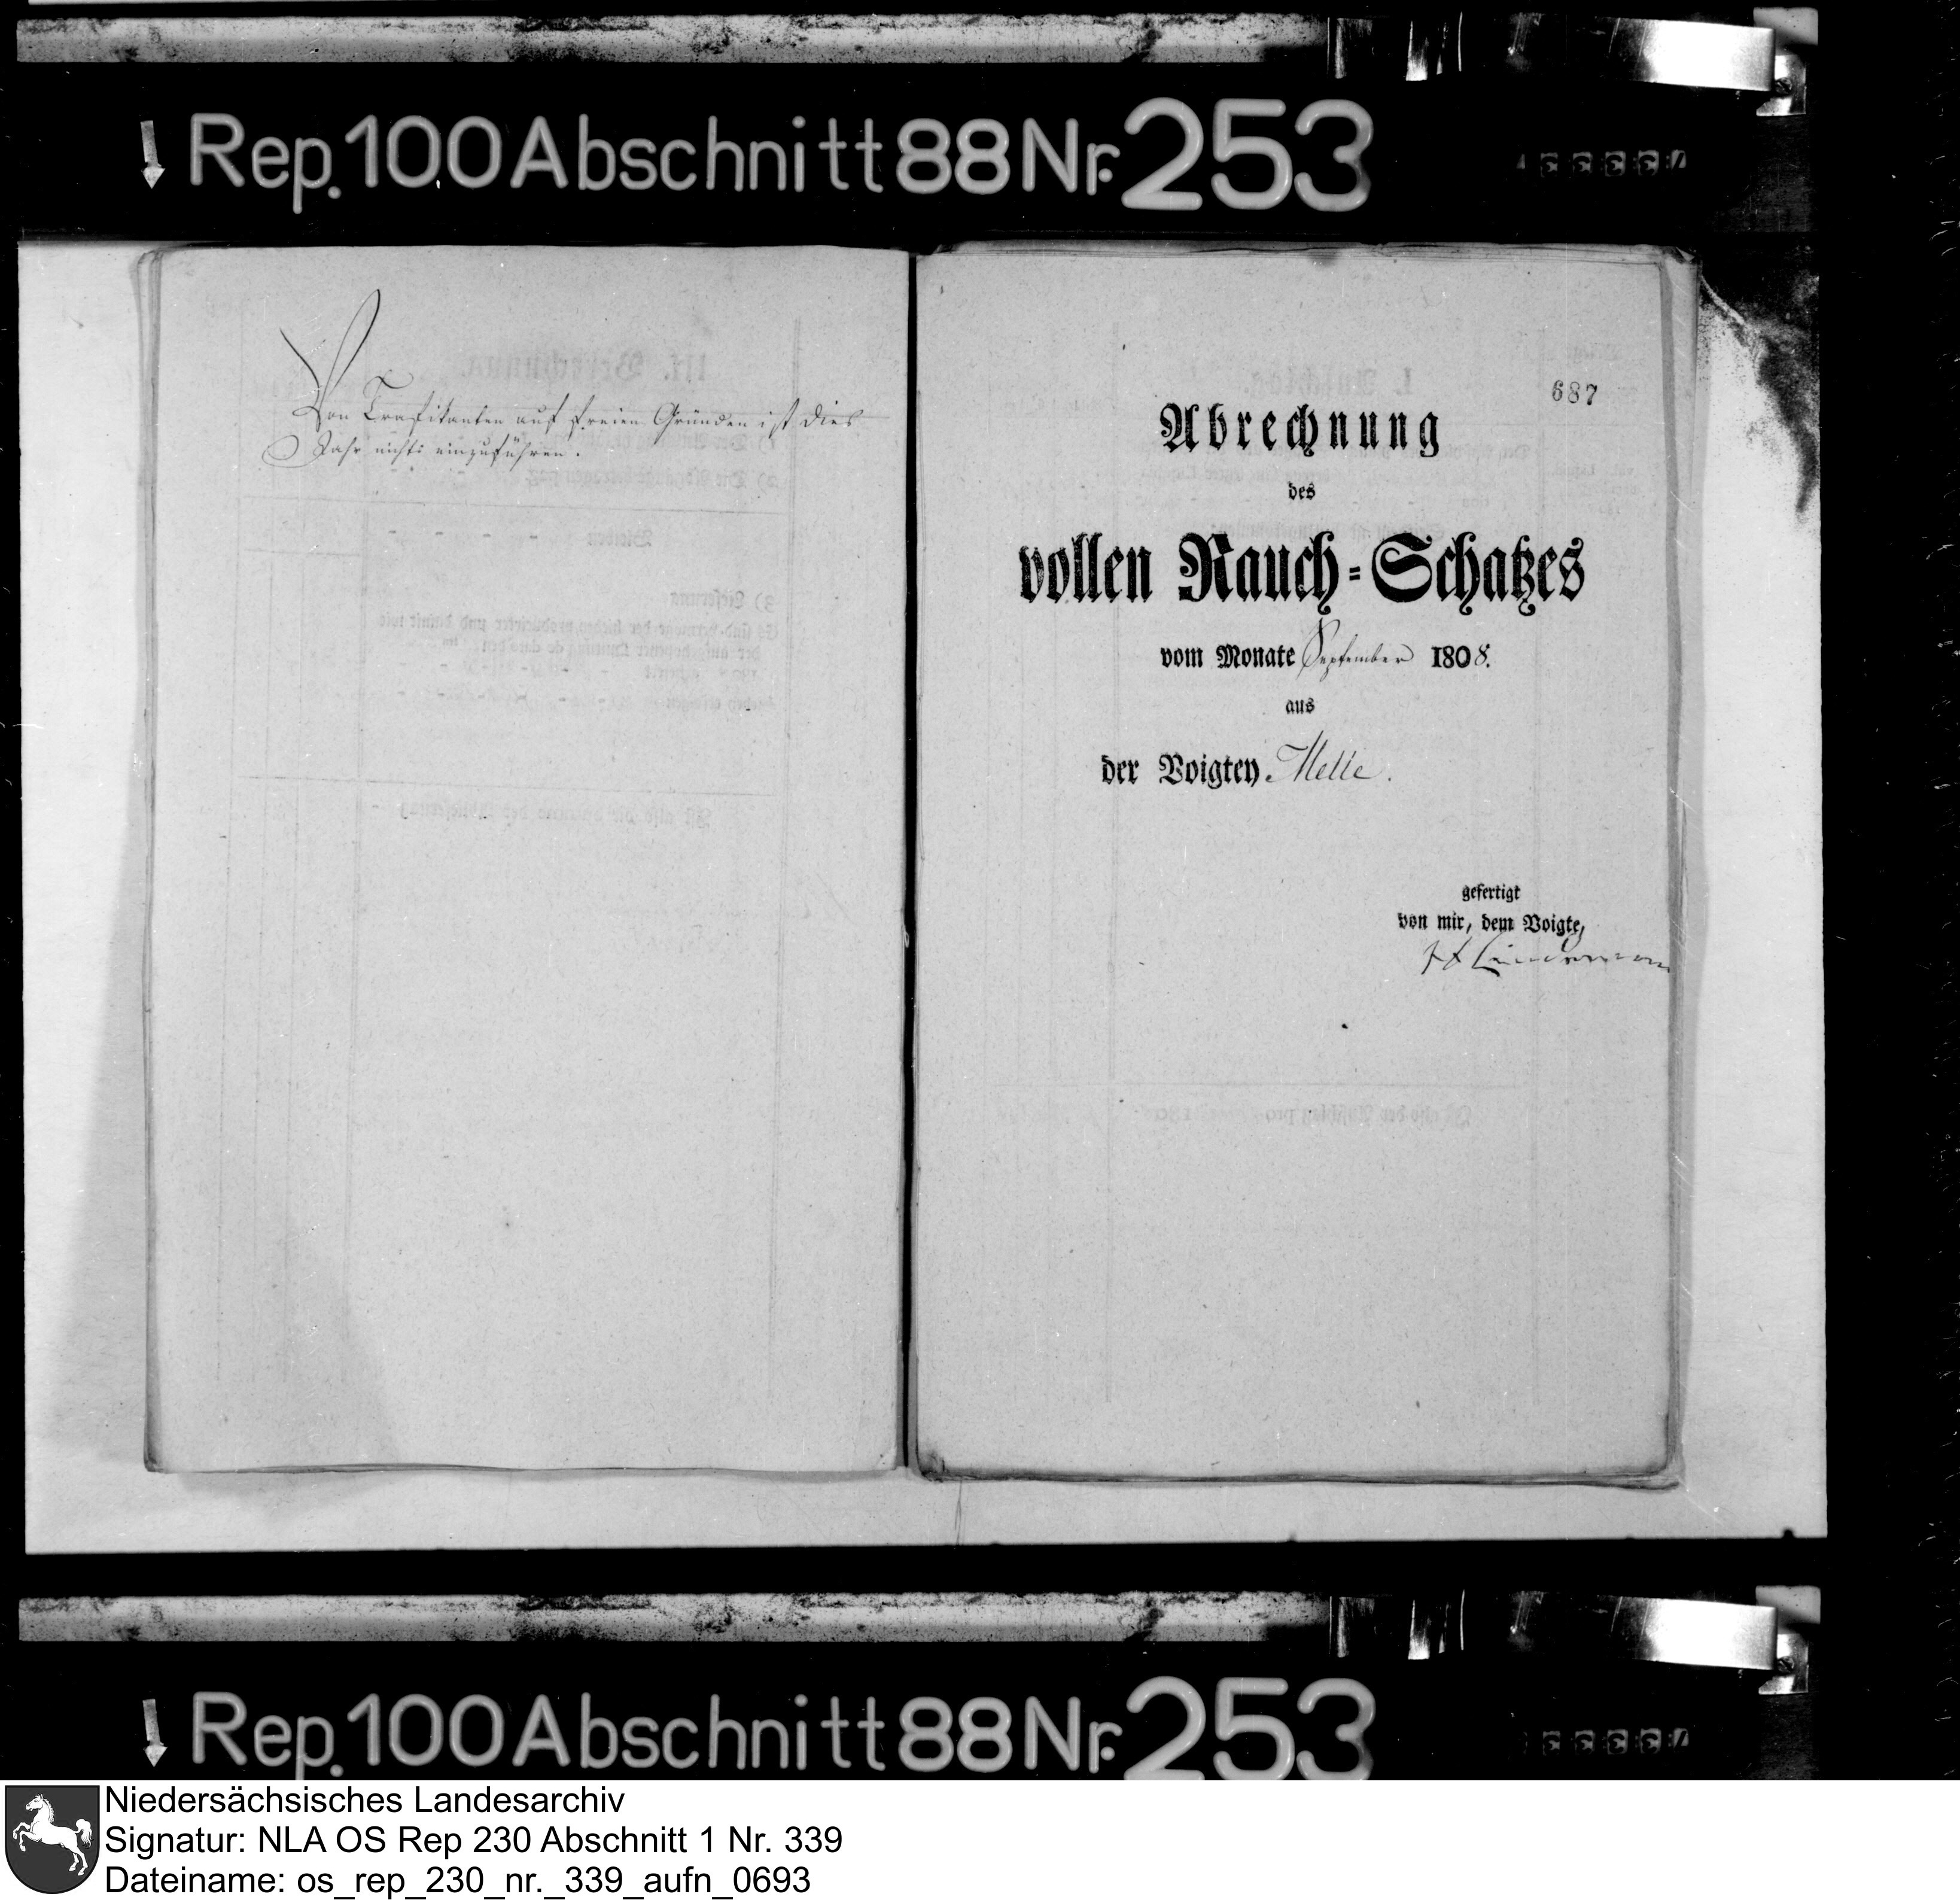 Rep. 100 Abschnitt 88 Nr. 253
Von Trafikanten auf freien Gründen ist dies
Jahr nichts einzuführen.
687
Abrechnung
des
vollen Rauch-Schatzes
vom Monate September 1808.
aus
der Voigtey Melle.
gefertigt
von mir, dem Voigte,
Lindemann
Rep. 100 Abschnitt 88 Nr. 253
Niedersächsisches Landesarchiv
Signatur: NLA OS Rep 230 Abschnitt 1 Nr. 339
Dateiname: os_rep_230_nr._339_aufn_0693